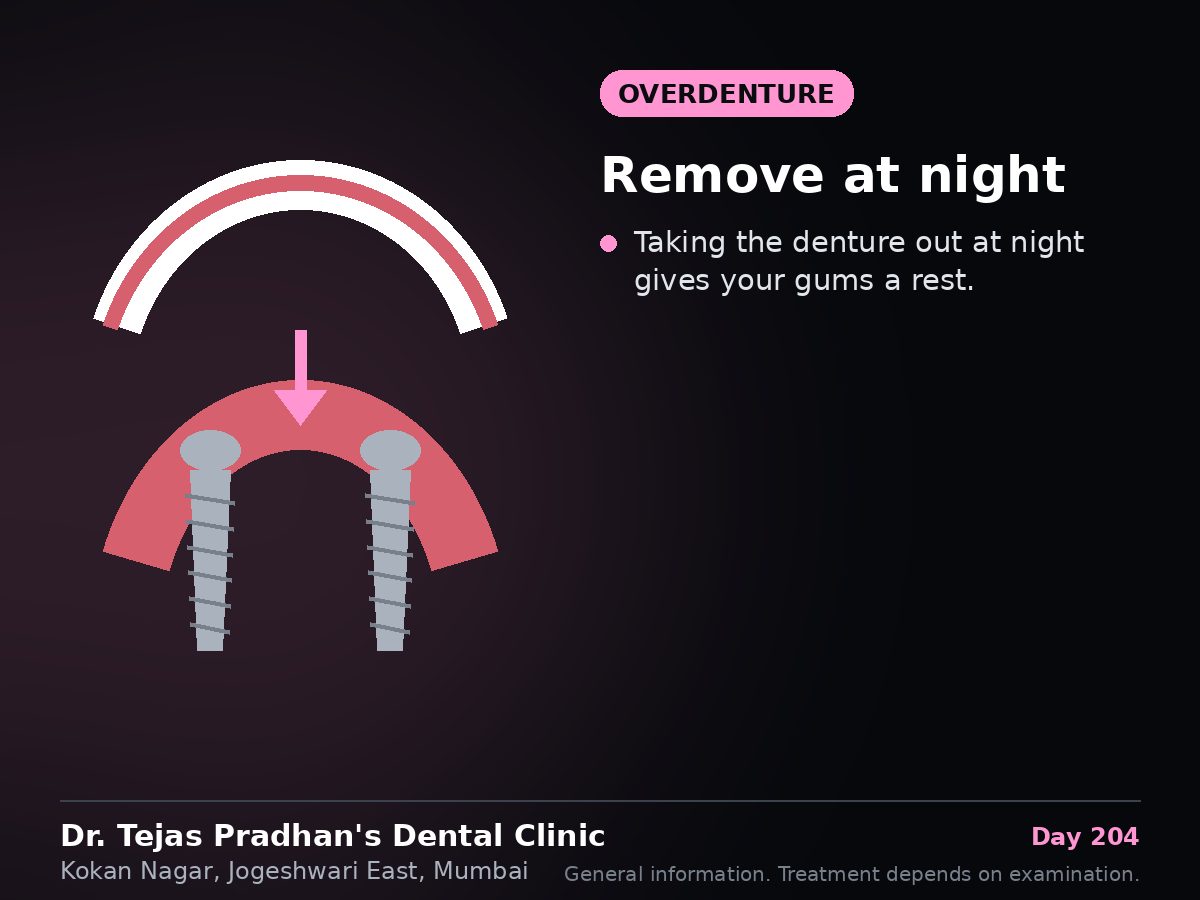 OVERDENTURE
Remove at night
Taking the denture out at night
gives your gums a rest.
Dr. Tejas Pradhan's Dental Clinic
Day 204
Kokan Nagar, Jogeshwari East, Mumbai
General information. Treatment depends on examination.